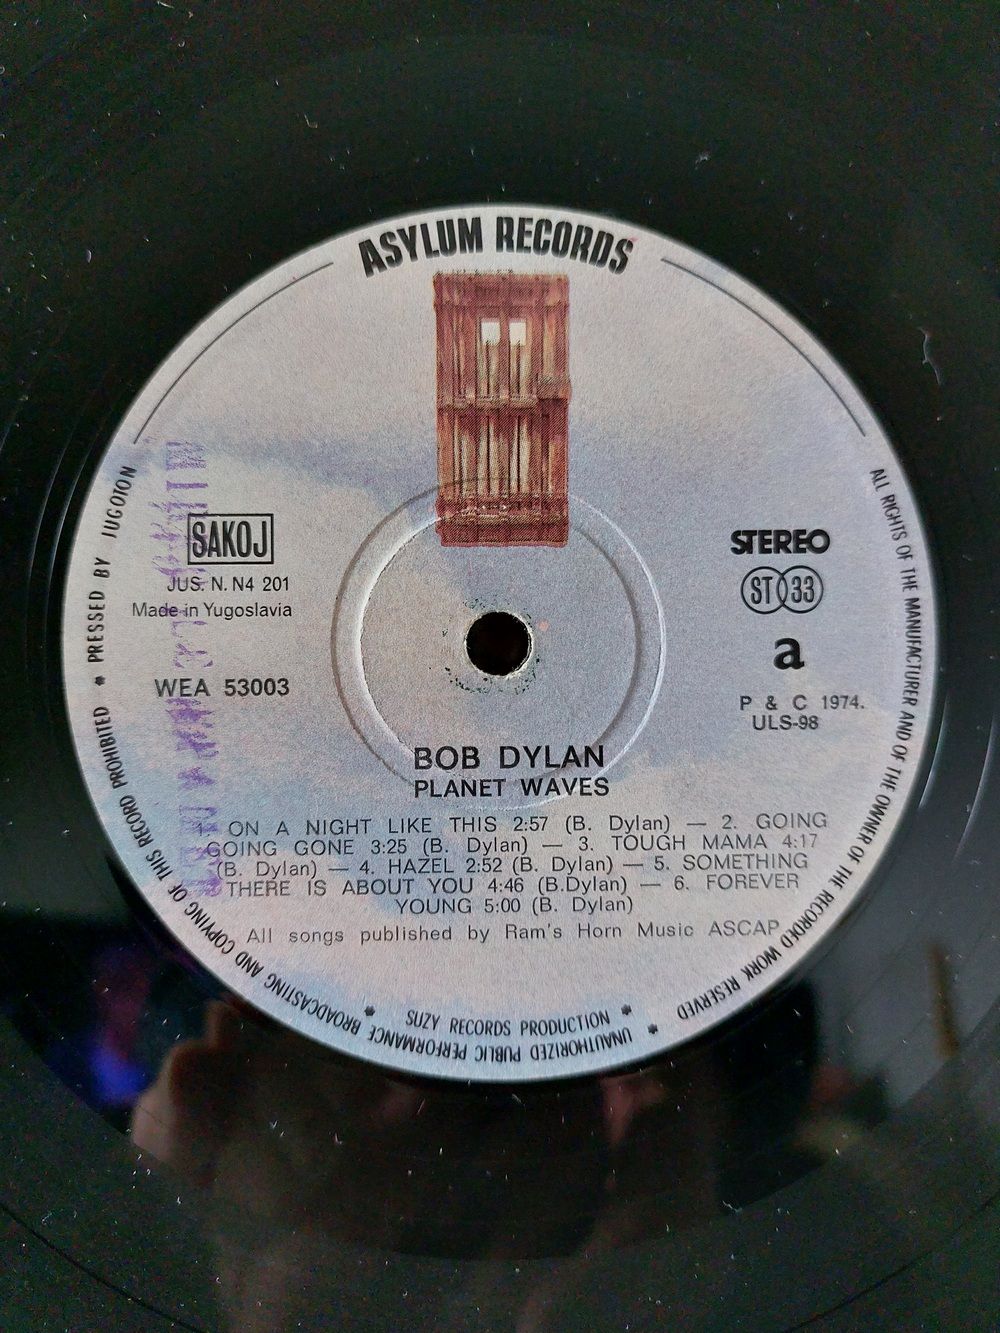 ASYLUM RECORDS
SAKOJ
JUS. N. N4 201
Made in Yugoslavia
WEA 53003
STEREO
ST 33
a
P & C 1974.
ULS-98
BOB DYLAN
PLANET WAVES
1. ON A NIGHT LIKE THIS 2:57 (B. Dylan) — 2. GOING
GOING GONE 3:25 (B. Dylan) — 3. TOUGH MAMA 4:17
(B. Dylan) — 4. HAZEL 2:52 (B. Dylan) — 5. SOMETHING
THERE IS ABOUT YOU 4:46 (B.Dylan) — 6. FOREVER
YOUNG 5:00 (B. Dylan)
All songs published by Ram's Horn Music ASCAP
SUZY RECORDS PRODUCTION
ALL RIGHTS OF THE MANUFACTURER AND OF THE OWNER OF THE RECORDED WORK RESERVED * UNAUTHORIZED PUBLIC PERFORMANCE BROADCASTING AND COPYING OF THIS RECORD PROHIBITED * PRESSED BY JUGOTON